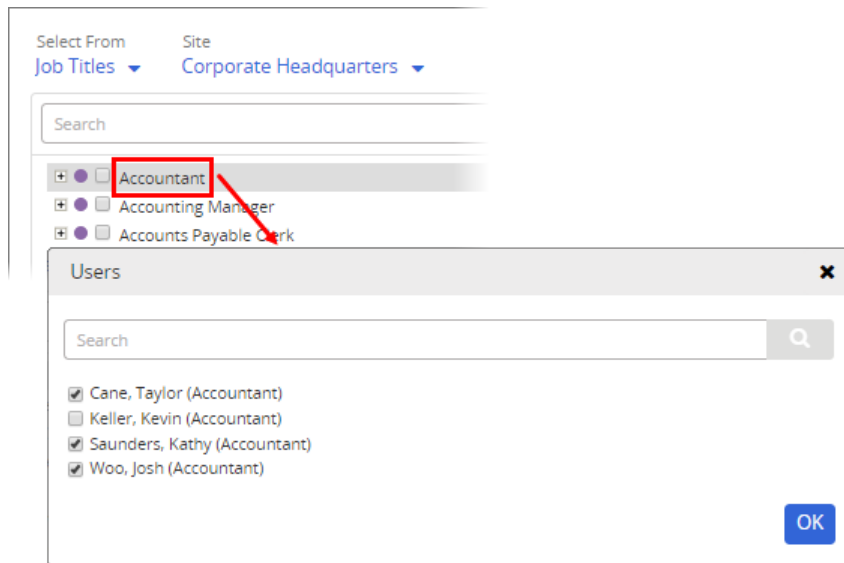 Select From Site
Job Titles Corporate Headquarters
Search
Accountant
Accounting Manager
Accounts Payable Clerk
Users
Search
Cane, Taylor (Accountant)
Keller, Kevin (Accountant)
Saunders, Kathy (Accountant)
Woo, Josh (Accountant)
OK